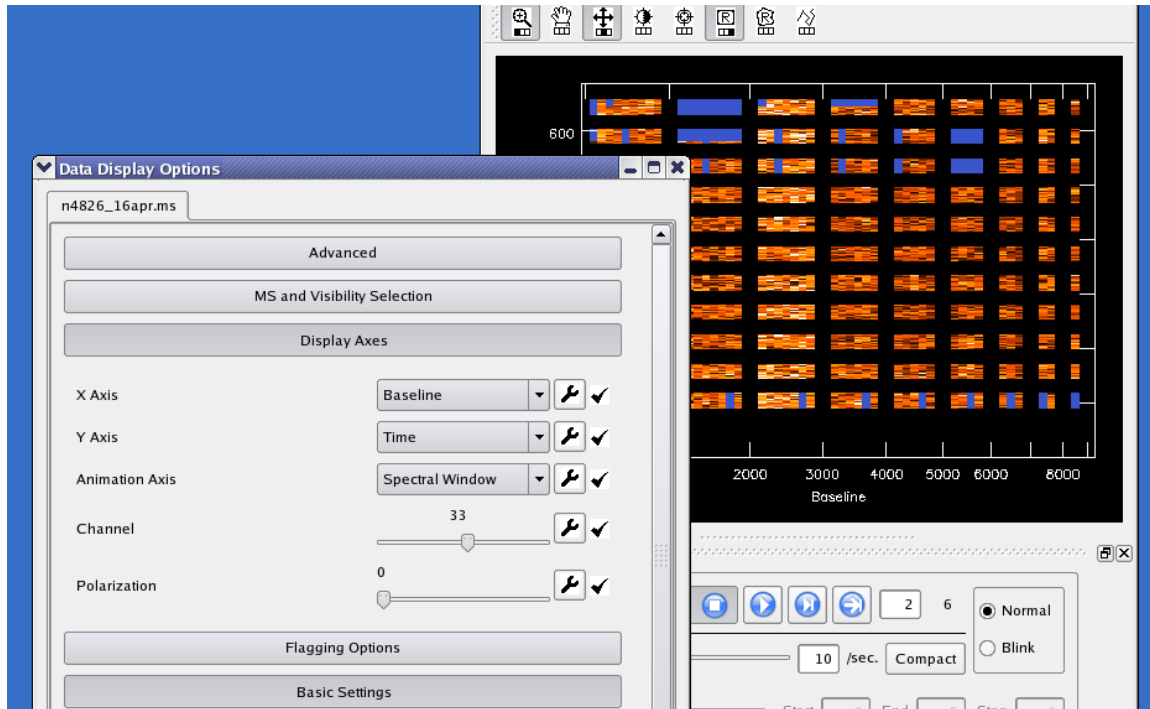 R
R
600
Data Display Options
n4826_16apr.ms
Advanced
MS and Visibility Selection
Display Axes
X Axis
Baseline
Y Axis
Time
Animation Axis
Spectral Window
Channel
33
Polarization
0
Flagging Options
Basic Settings
2000 3000 4000 5000 6000 8000
Baseline
2 6
Normal
Blink
10 /sec. Compact